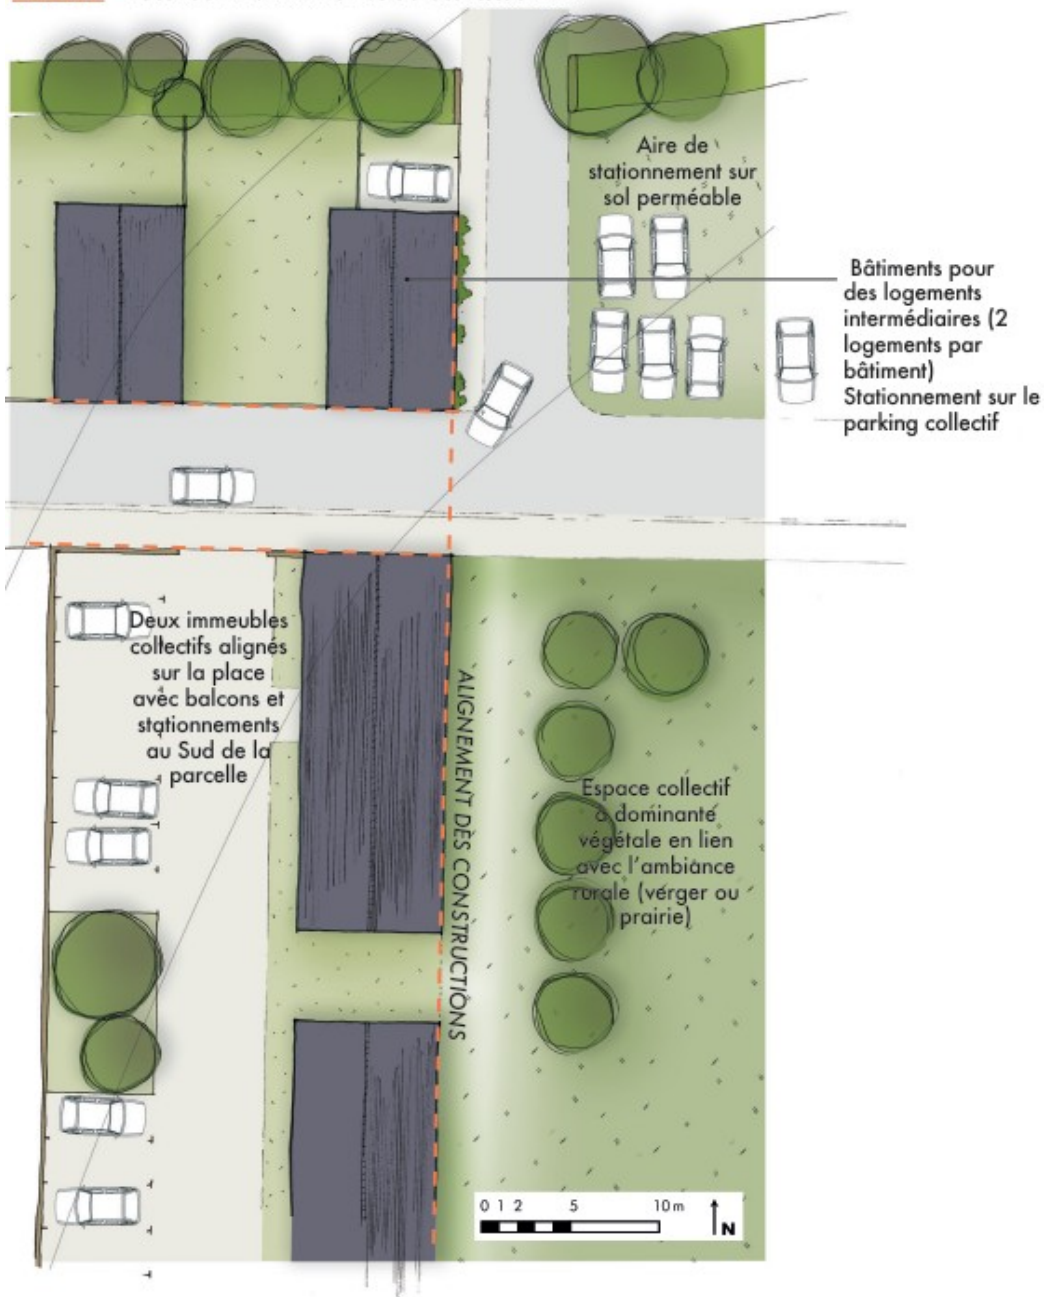 Aire de
stationnement sur
sol perméable
Bâtiments pour
des logements
intermédiaires (2
logements par
bâtiment)
Stationnement sur le
parking collectif
Deux immeubles
collectifs alignés
sur la place
avec balcons et
stationnements
au Sud de la
parcelle
ALIGNEMENT DES CONSTRUCTIONS
Espace collectif
à dominante
végétale en lien
avec l'ambiance
rurale (verger ou
prairie)
0 1 2 5 10 m
N